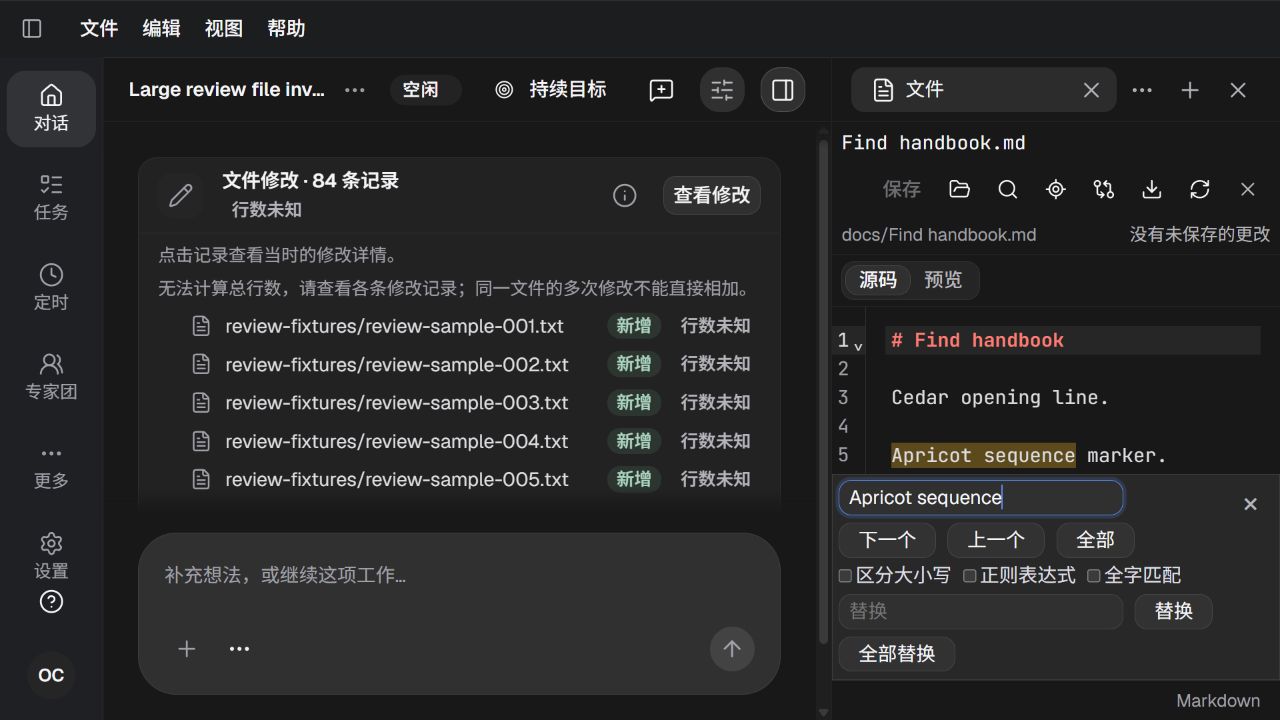 文件 编辑 视图 帮助
对话
任务
定时
专家团
更多
设置
OC
Large review file inv… 空闲 持续目标
文件修改 · 84 条记录
行数未知
查看修改
点击记录查看当时的修改详情。
无法计算总行数，请查看各条修改记录；同一文件的多次修改不能直接相加。
review-fixtures/review-sample-001.txt 新增 行数未知
review-fixtures/review-sample-002.txt 新增 行数未知
review-fixtures/review-sample-003.txt 新增 行数未知
review-fixtures/review-sample-004.txt 新增 行数未知
review-fixtures/review-sample-005.txt 新增 行数未知
补充想法，或继续这项工作…
文件
Find handbook.md
保存
docs/Find handbook.md 没有未保存的更改
源码 预览
1 # Find handbook
2
3 Cedar opening line.
4
5 Apricot sequence marker.
Apricot sequence
下一个 上一个 全部
区分大小写 正则表达式 全字匹配
替换 替换
全部替换
Markdown